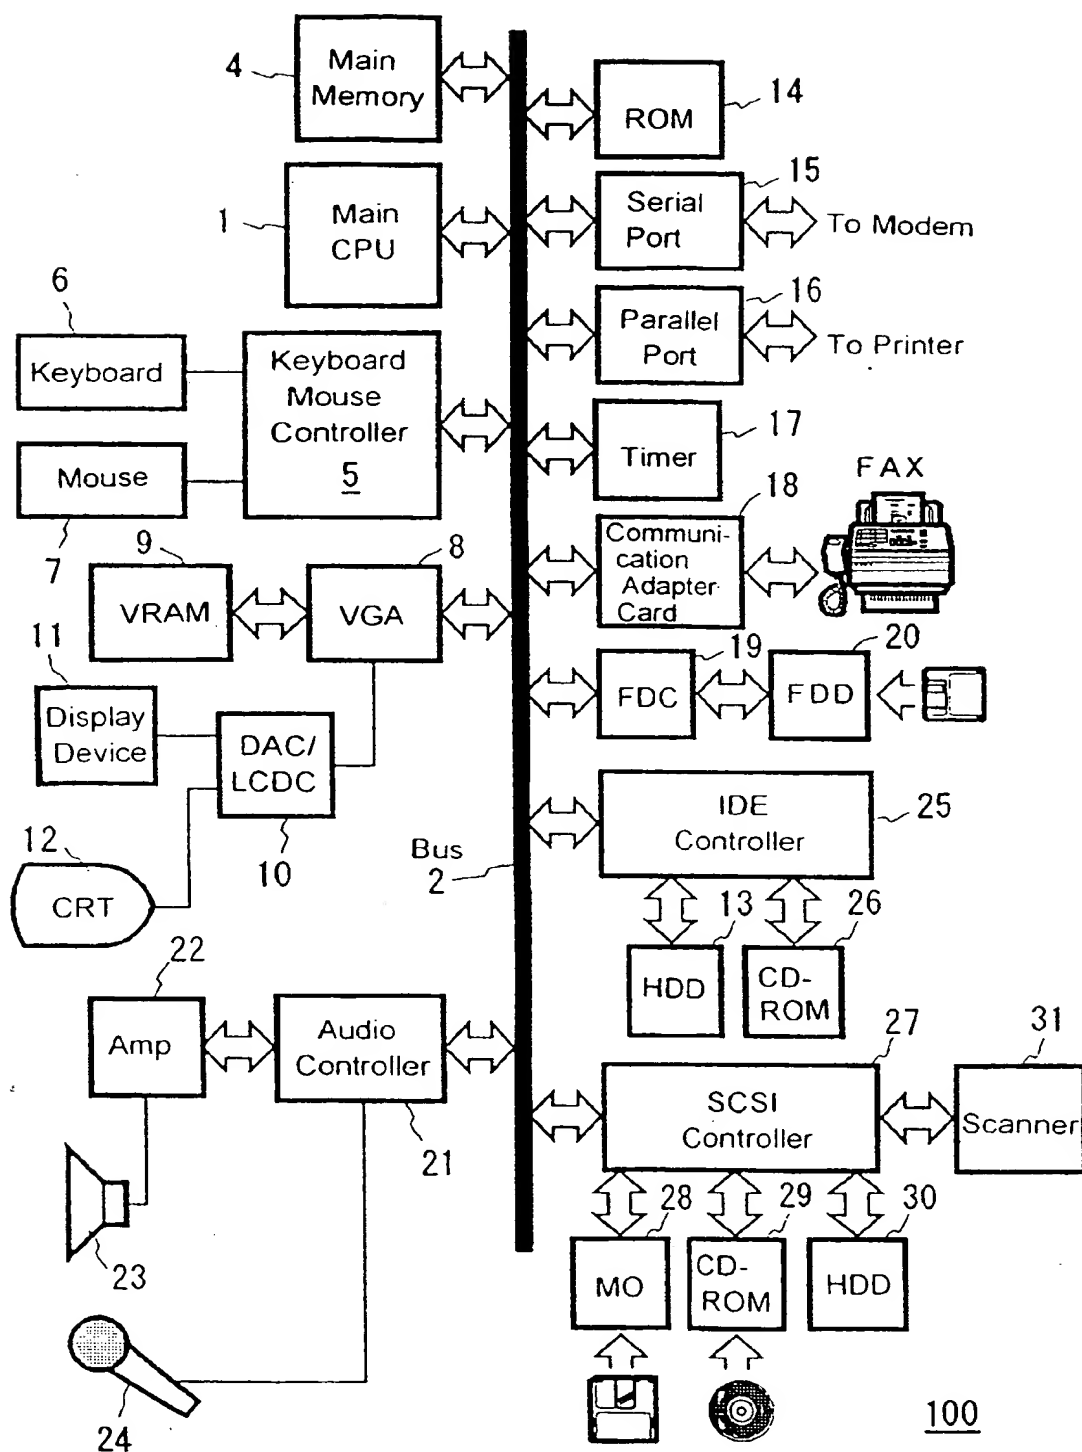 4
Main
Memory
ROM
14
1
Main
CPU
15
Serial
Port
To Modem
6
Keyboard
Keyboard
Mouse
Controller
5
16
Parallel
Port
To Printer
Mouse
7
17
Timer
FAX
18
Communi-
cation
Adapter
Card
9
VRAM
8
VGA
19
FDC
20
FDD
11
Display
Device
DAC/
LCDC
10
IDE
Controller
25
Bus
2
12
CRT
13
HDD
26
CD-
ROM
22
Amp
Audio
Controller
21
27
SCSI
Controller
31
Scanner
23
28
MO
29
CD-
ROM
30
HDD
24
100